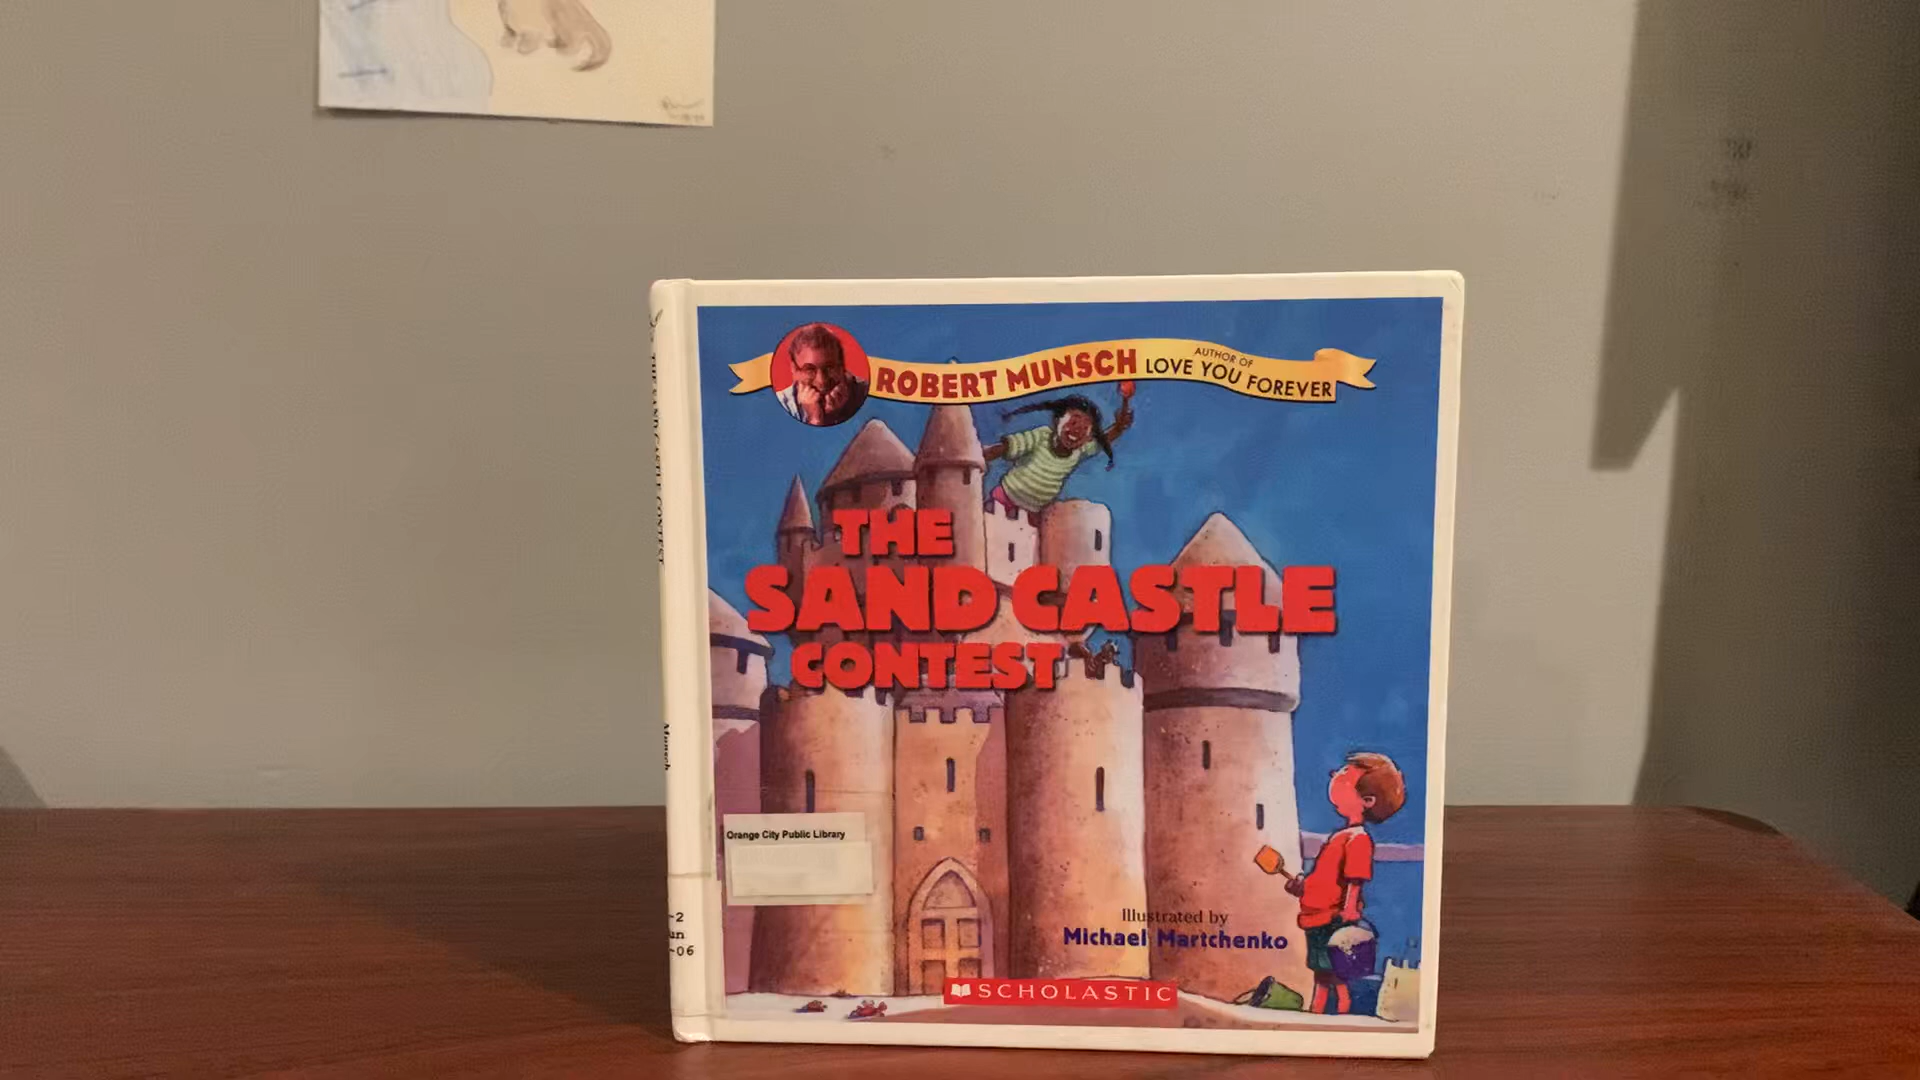 ROBERT MUNSCH
AUTHOR OF
LOVE YOU FOREVER
THE
SAND CASTLE
CONTEST
Orange City Public Library
Illustrated by
Michael Martchenko
SCHOLASTIC
THE SAND CASTLE CONTEST
Munsch
-2
un
-06